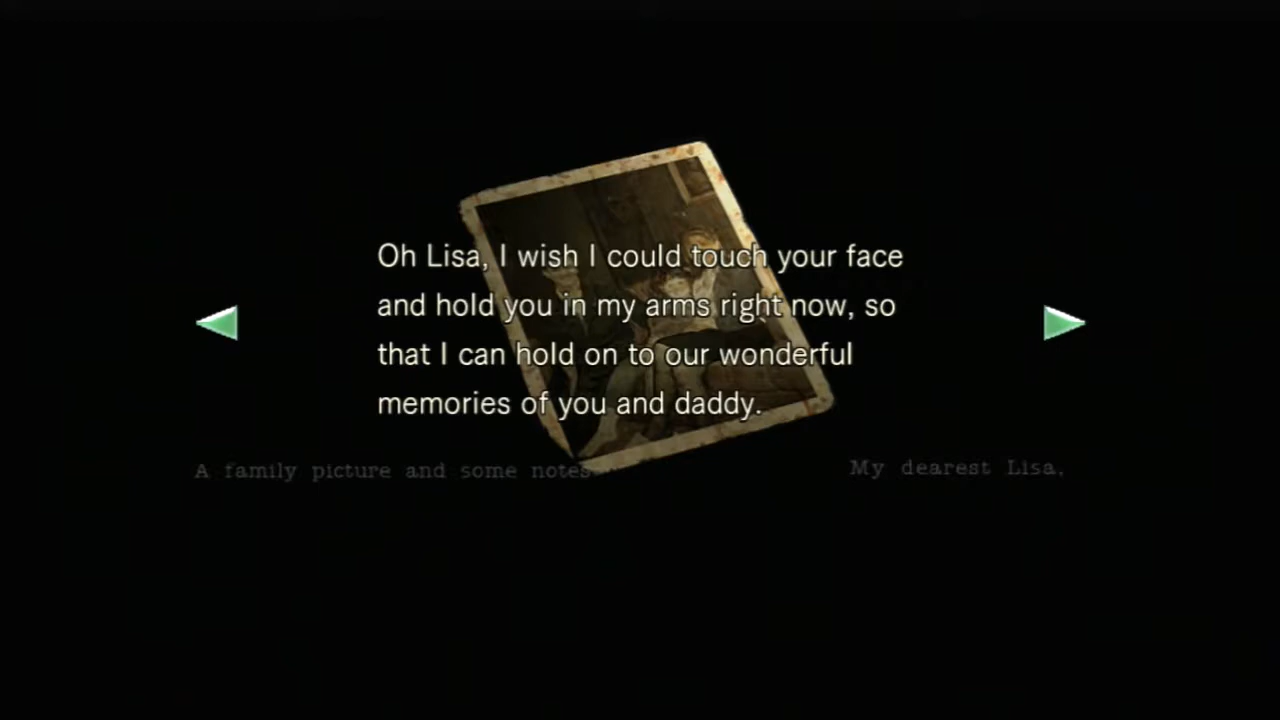 Oh Lisa, I wish I could touch your face
and hold you in my arms right now, so
that I can hold on to our wonderful
memories of you and daddy.
A family picture and some notes
My dearest Lisa,